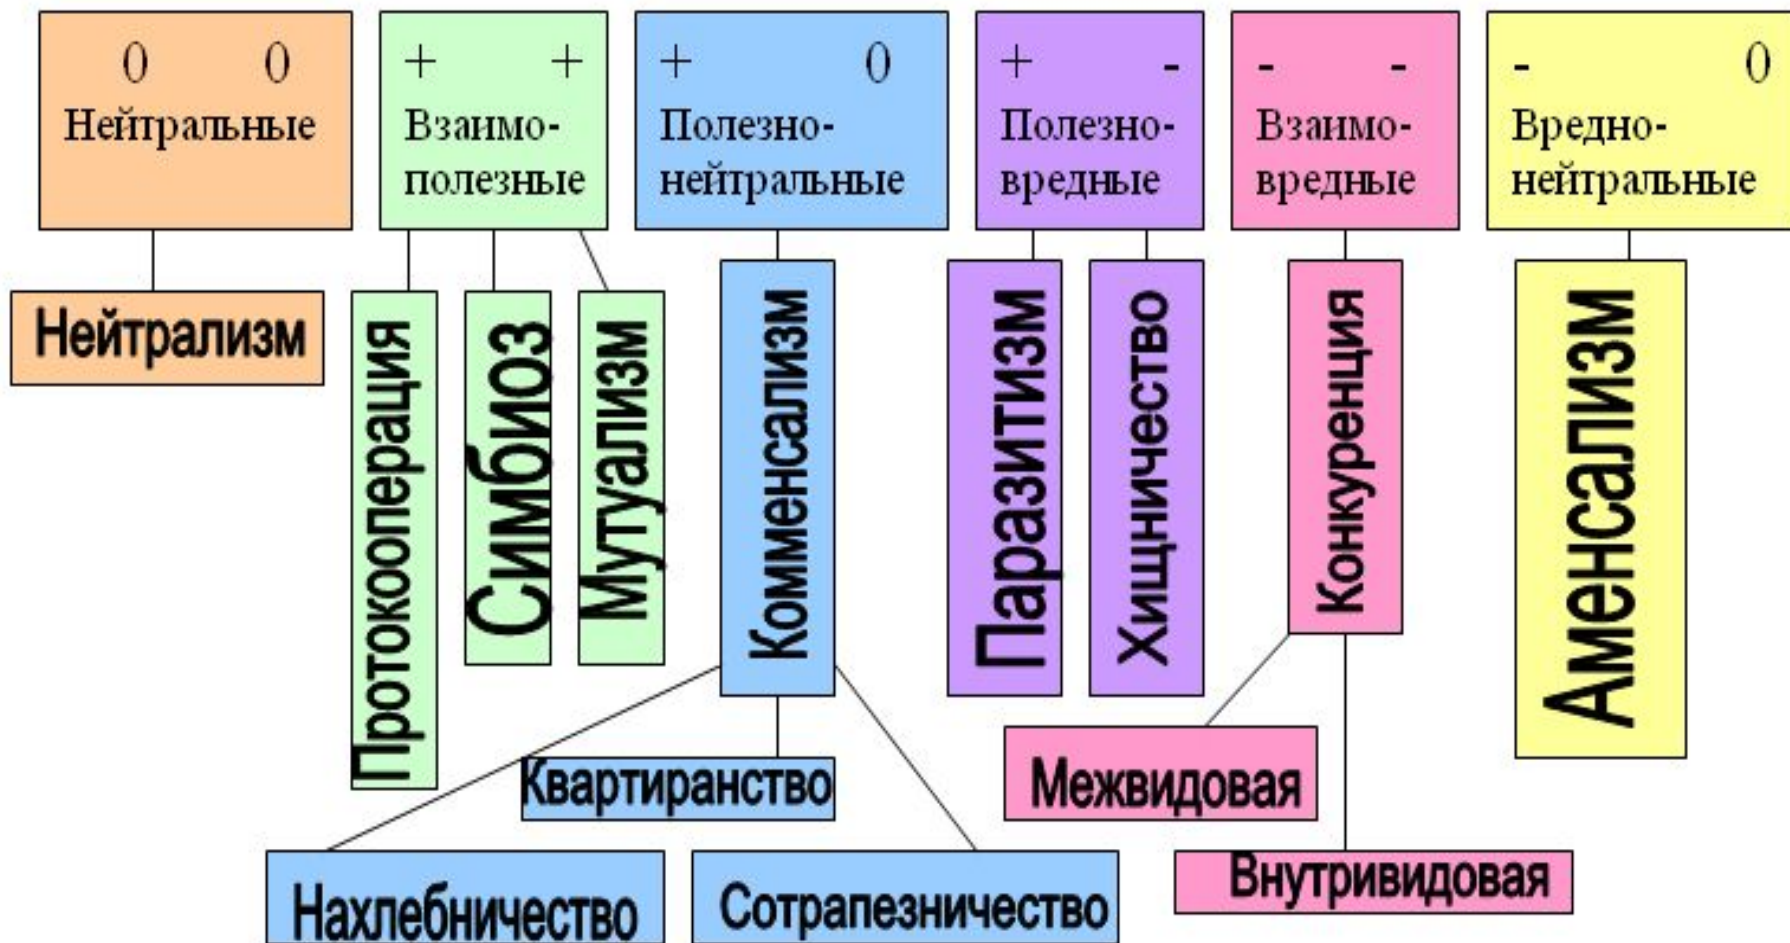 0 0
Нейтральные
+ +
Взаимо-
полезные
+ 0
Полезно-
нейтральные
+ -
Полезно-
вредные
- -
Взаимо-
вредные
- 0
Вредно-
нейтральные
Нейтрализм
Протокооперация
Симбиоз
Мутуализм
Комменсализм
Паразитизм
Хищничество
Конкуренция
Аменсализм
Квартиранство
Межвидовая
Нахлебничество
Сотрапезничество
Внутривидовая